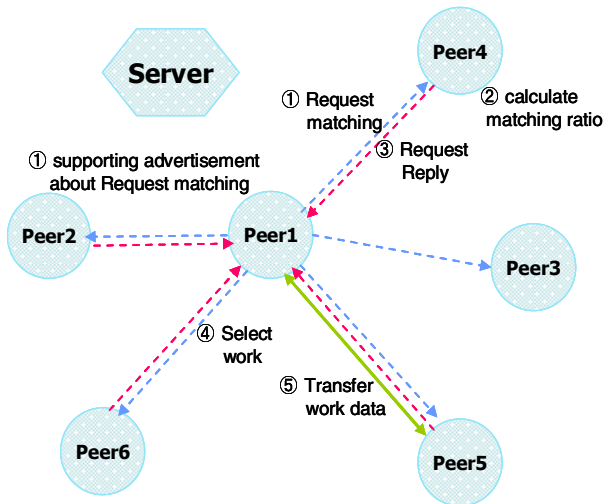 Server
Peer4
① Request
matching
② calculate
matching ratio
③ Request
Reply
① supporting advertisement
about Request matching
Peer2
Peer1
Peer3
④ Select
work
⑤ Transfer
work data
Peer6
Peer5